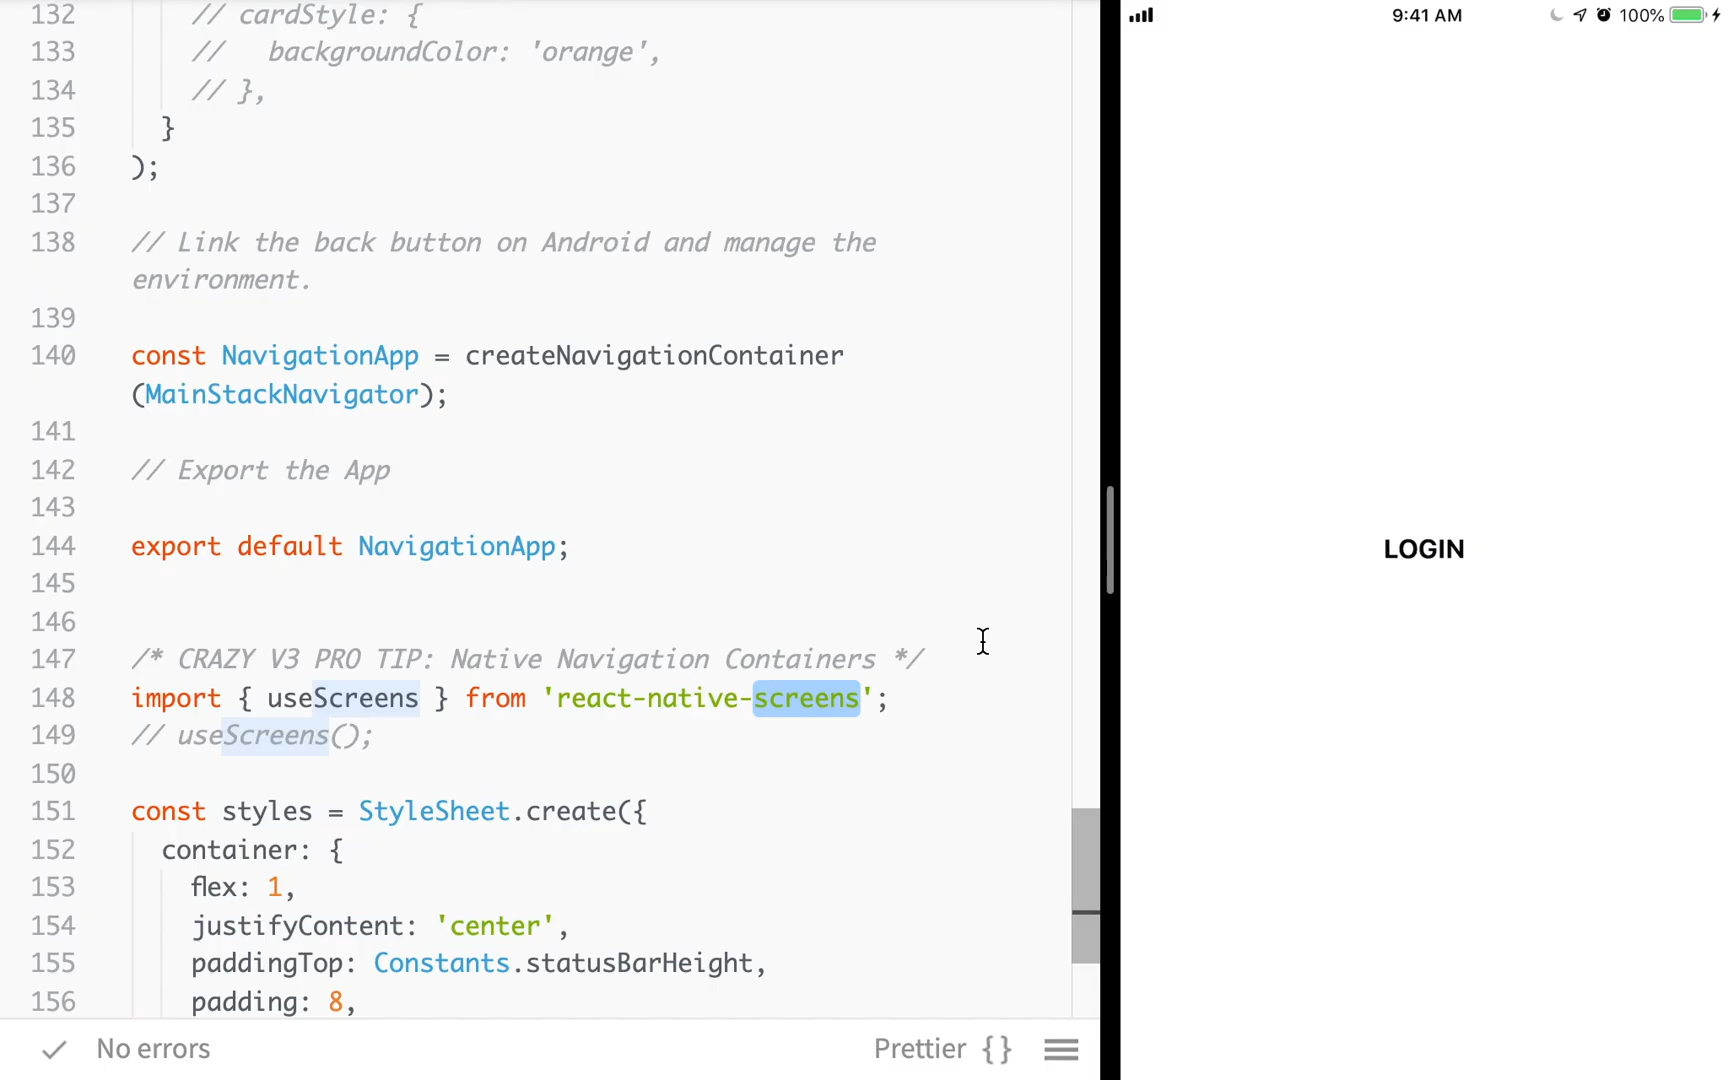 132 // cardStyle: {
133 //   backgroundColor: 'orange',
134 // },
135 }
136 );
137
138 // Link the back button on Android and manage the
environment.
139
140 const NavigationApp = createNavigationContainer
(MainStackNavigator);
141
142 // Export the App
143
144 export default NavigationApp;
145
146
147 /* CRAZY V3 PRO TIP: Native Navigation Containers */
148 import { useScreens } from 'react-native-screens';
149 // useScreens();
150
151 const styles = StyleSheet.create({
152 container: {
153 flex: 1,
154 justifyContent: 'center',
155 paddingTop: Constants.statusBarHeight,
156 padding: 8,
No errors
Prettier {}
9:41 AM
100%
LOGIN